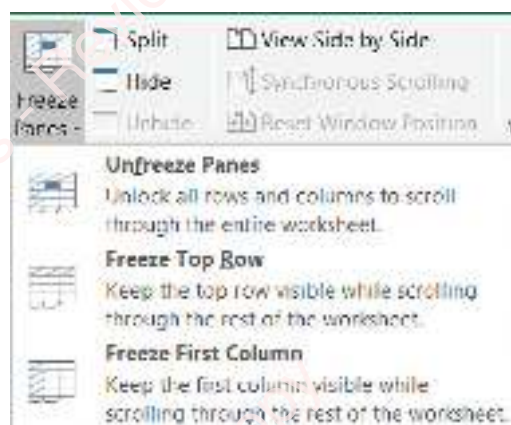 Split
View Side by Side
Hide
Synchronous Scrolling
Freeze
Panes
Unhide
Reset Window Position
Unfreeze Panes
Unlock all rows and columns to scroll
through the entire worksheet.
Freeze Top Row
Keep the top row visible while scrolling
through the rest of the worksheet.
Freeze First Column
Keep the first column visible while
scrolling through the rest of the worksheet.